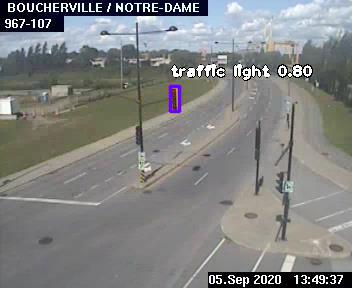 BOUCHERVILLE / NOTRE-DAME
967-107
traffic light 0.80
05.Sep 2020 13:49:37